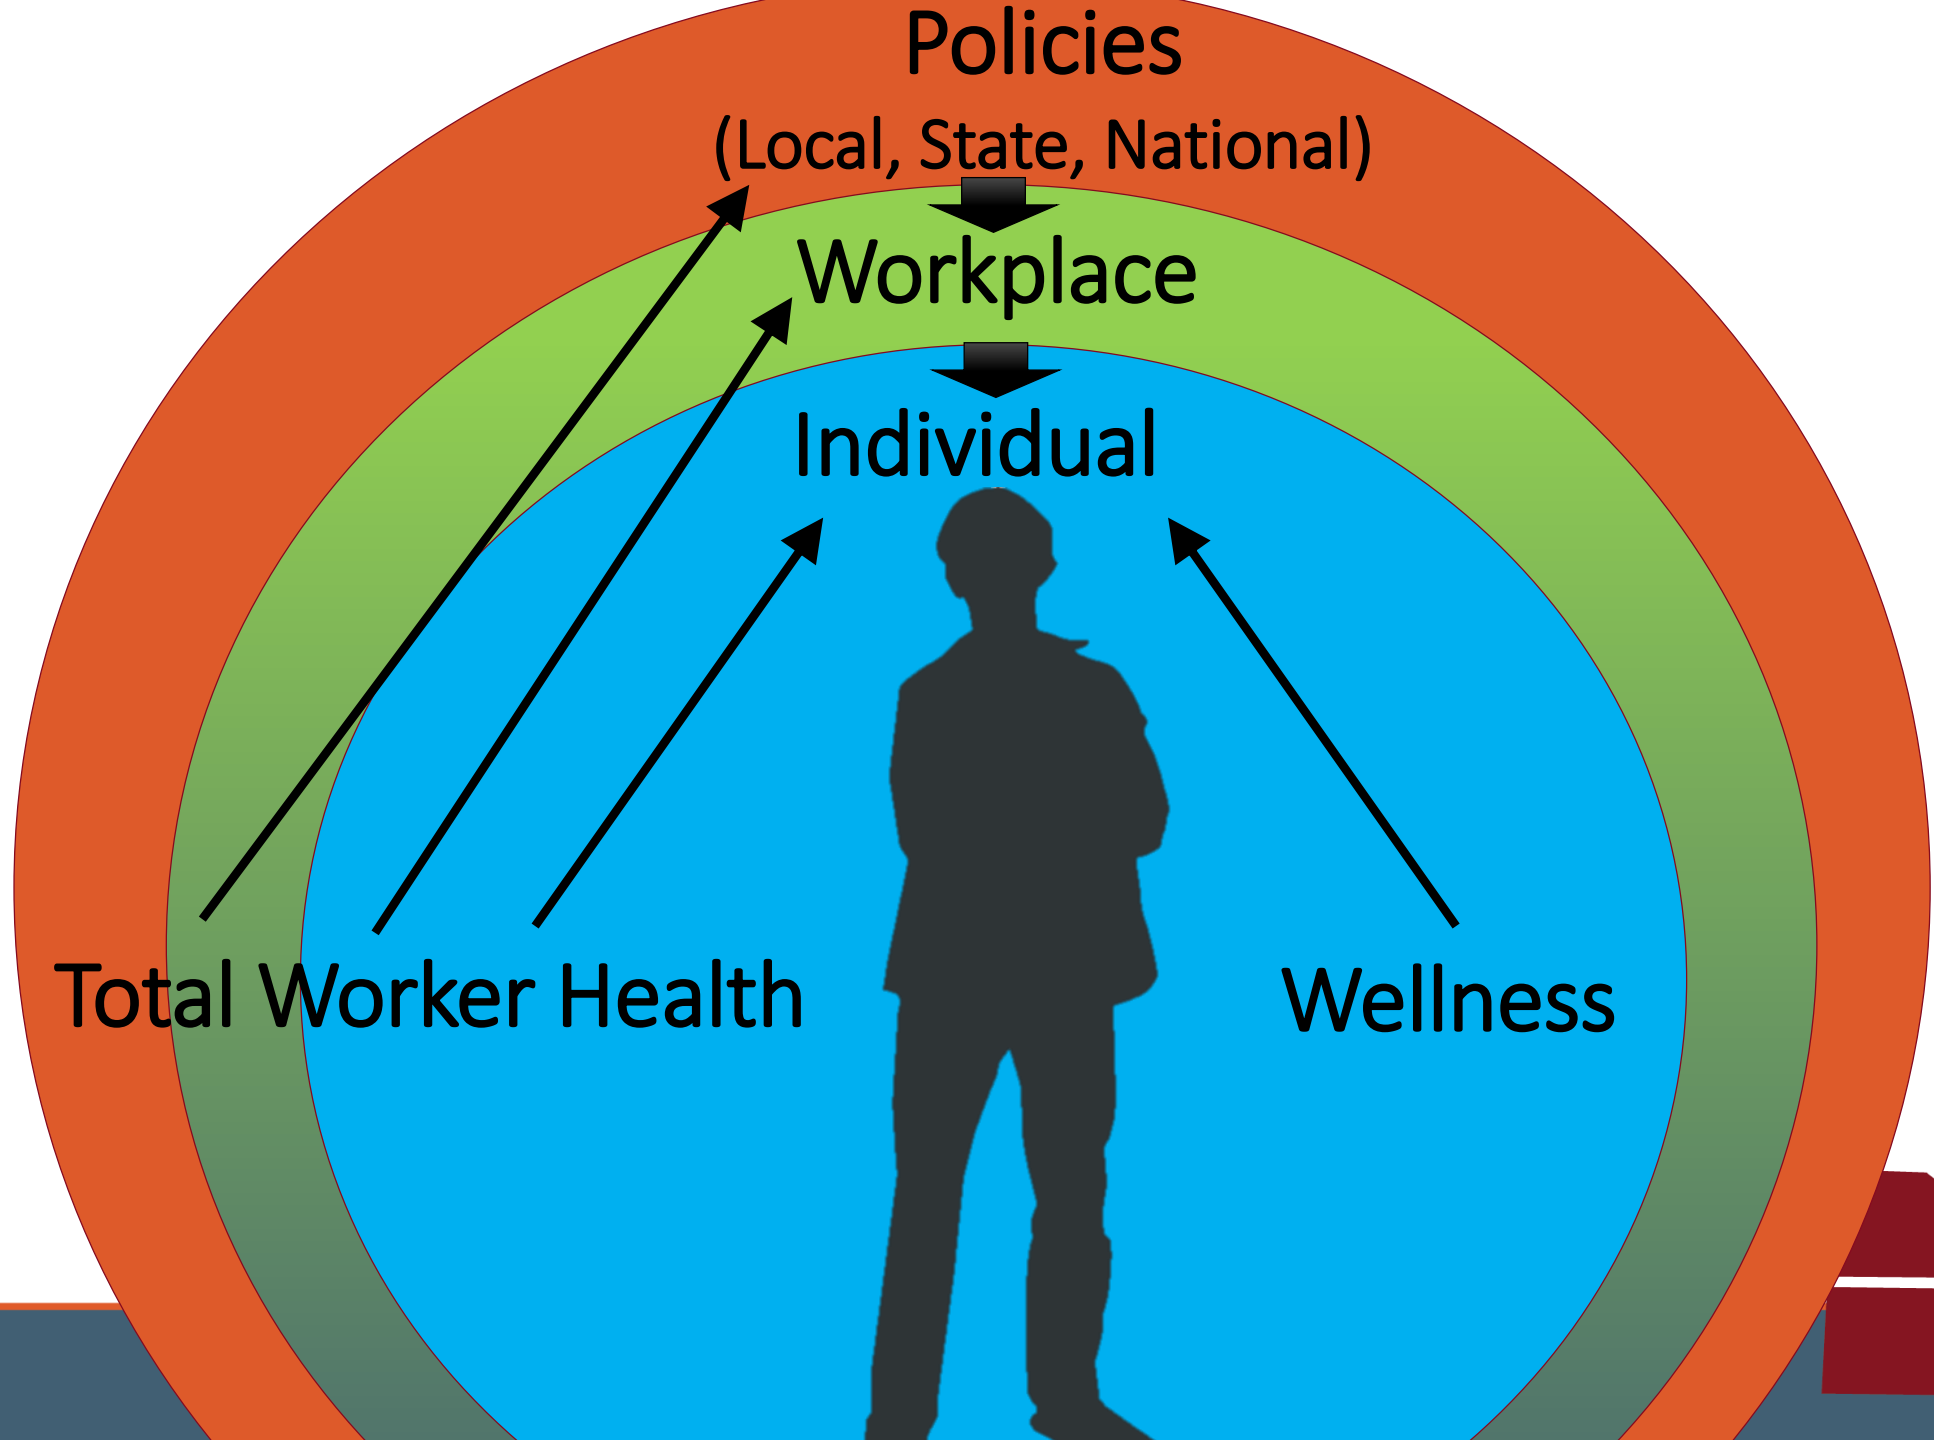 Policies
(Local, State, National)
Workplace
Individual
Total Worker Health
Wellness